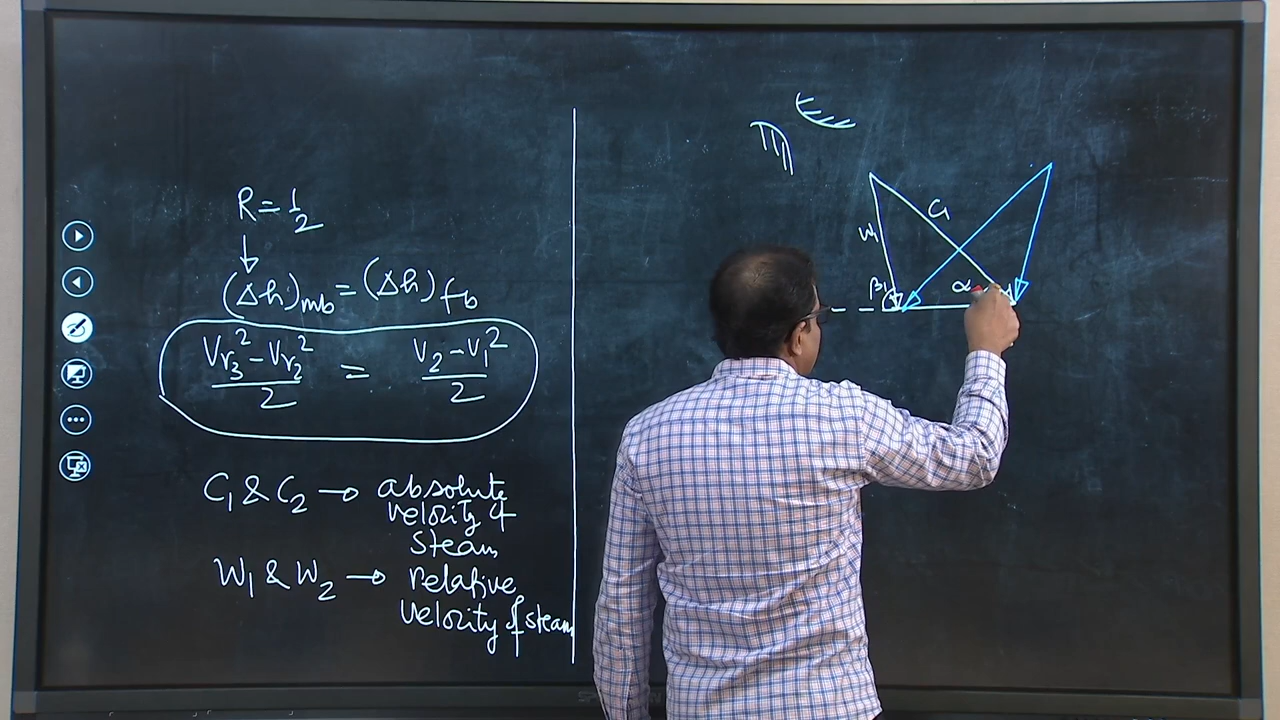 R = 1/2
↓
(Δh)mb = (Δh)fb
(Vr3² - Vr2²)/2 = (V2 - V1²)/2
C1 & C2 → absolute
velocity of
steam
W1 & W2 → relative
velocity of steam
C1
W1
β1
α